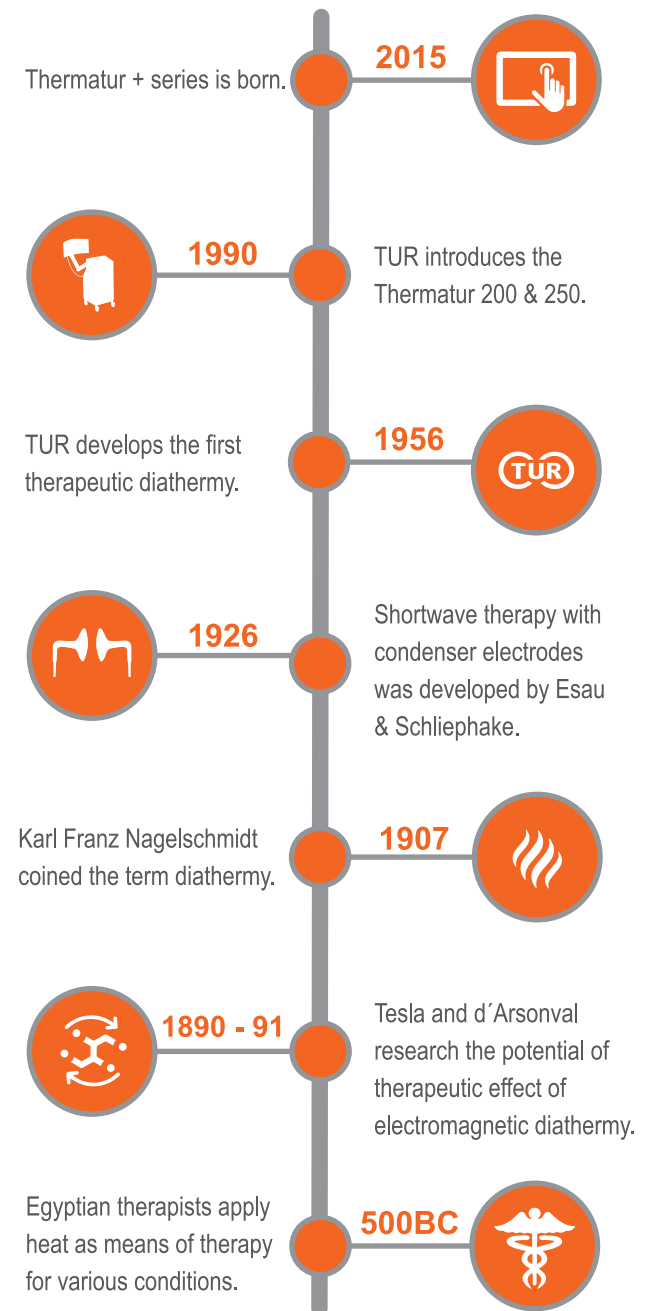 2015
Thermatur + series is born.
1990
TUR introduces the
Thermatur 200 & 250.
1956
TUR develops the first
therapeutic diathermy.
TUR
1926
Shortwave therapy with
condenser electrodes
was developed by Esau
& Schliephake.
1907
Karl Franz Nagelschmidt
coined the term diathermy.
1890 - 91
Tesla and d´Arsonval
research the potential of
therapeutic effect of
electromagnetic diathermy.
500BC
Egyptian therapists apply
heat as means of therapy
for various conditions.